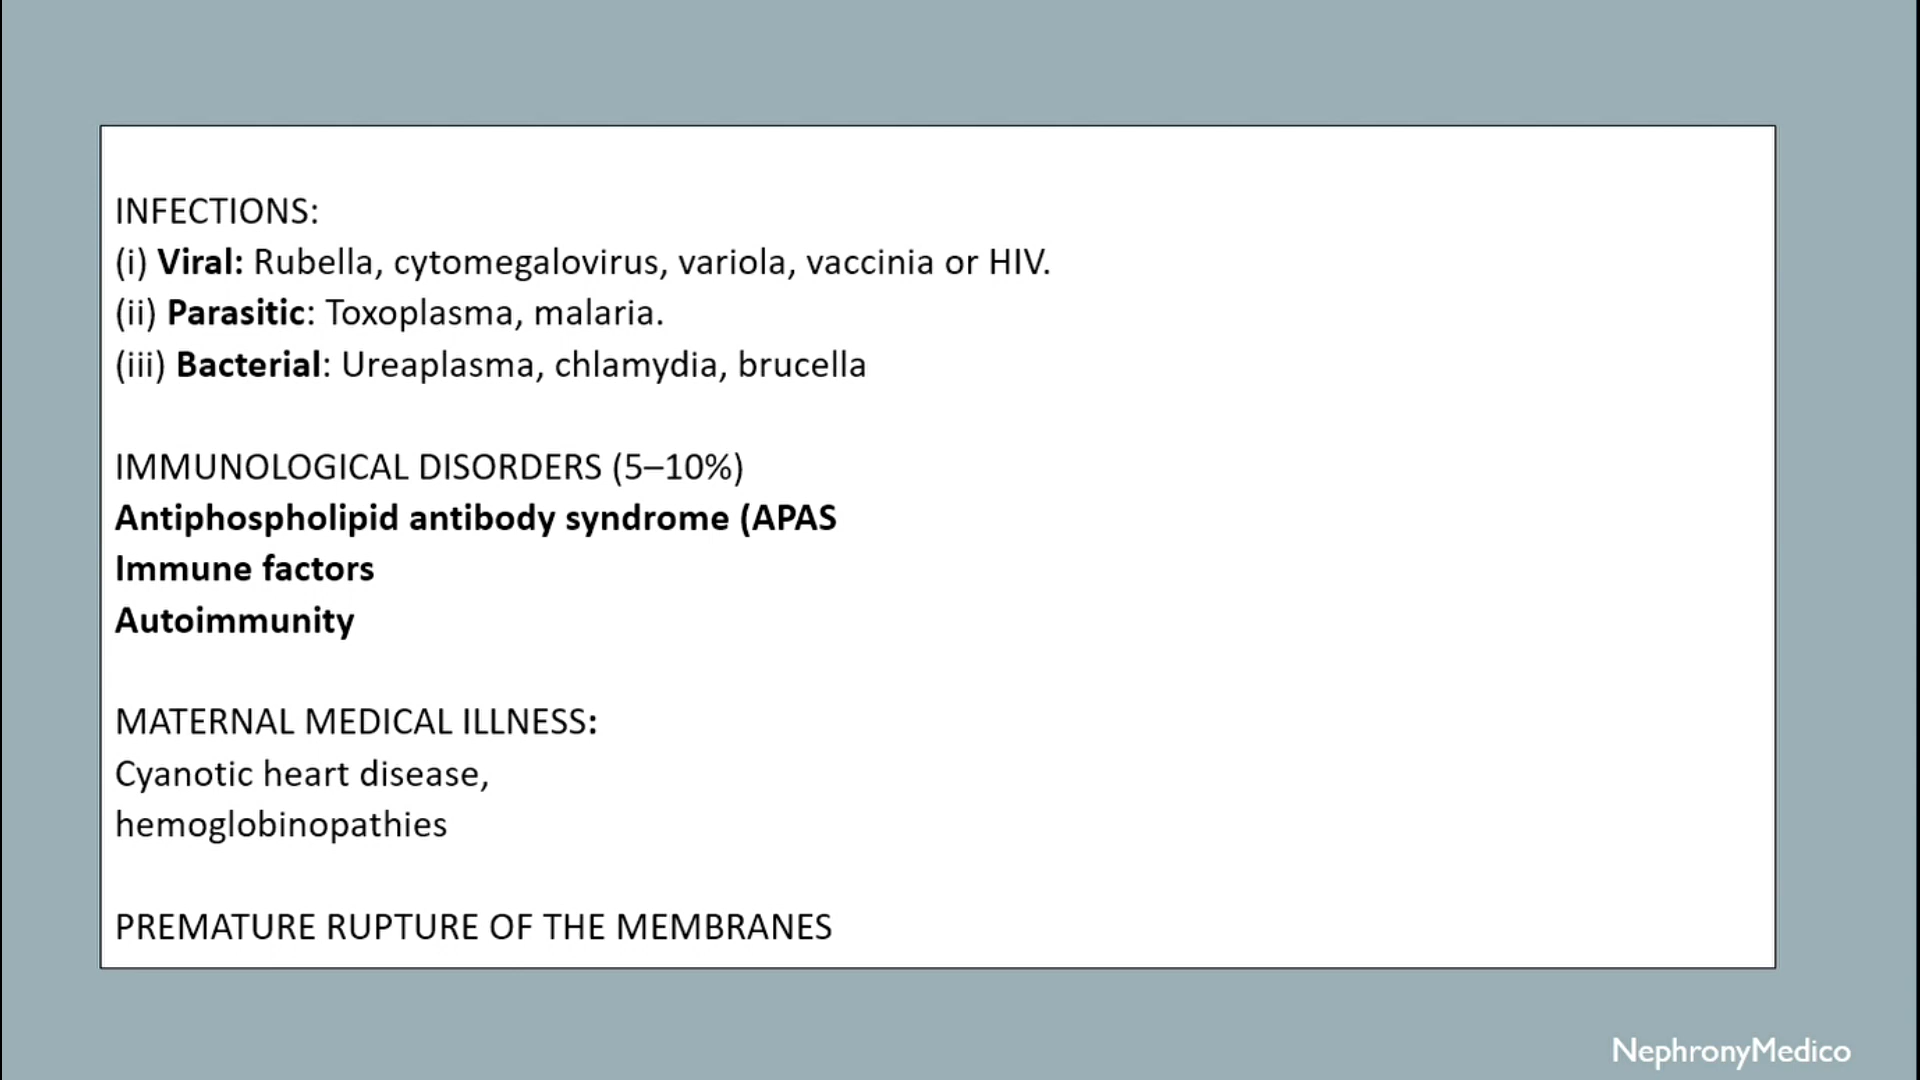 INFECTIONS:
(i) Viral: Rubella, cytomegalovirus, variola, vaccinia or HIV.
(ii) Parasitic: Toxoplasma, malaria.
(iii) Bacterial: Ureaplasma, chlamydia, brucella
IMMUNOLOGICAL DISORDERS (5–10%)
Antiphospholipid antibody syndrome (APAS
Immune factors
Autoimmunity
MATERNAL MEDICAL ILLNESS:
Cyanotic heart disease,
hemoglobinopathies
PREMATURE RUPTURE OF THE MEMBRANES
NephronyMedico